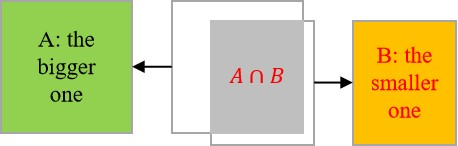 A: the
bigger
one
A ∩ B
B: the
smaller
one